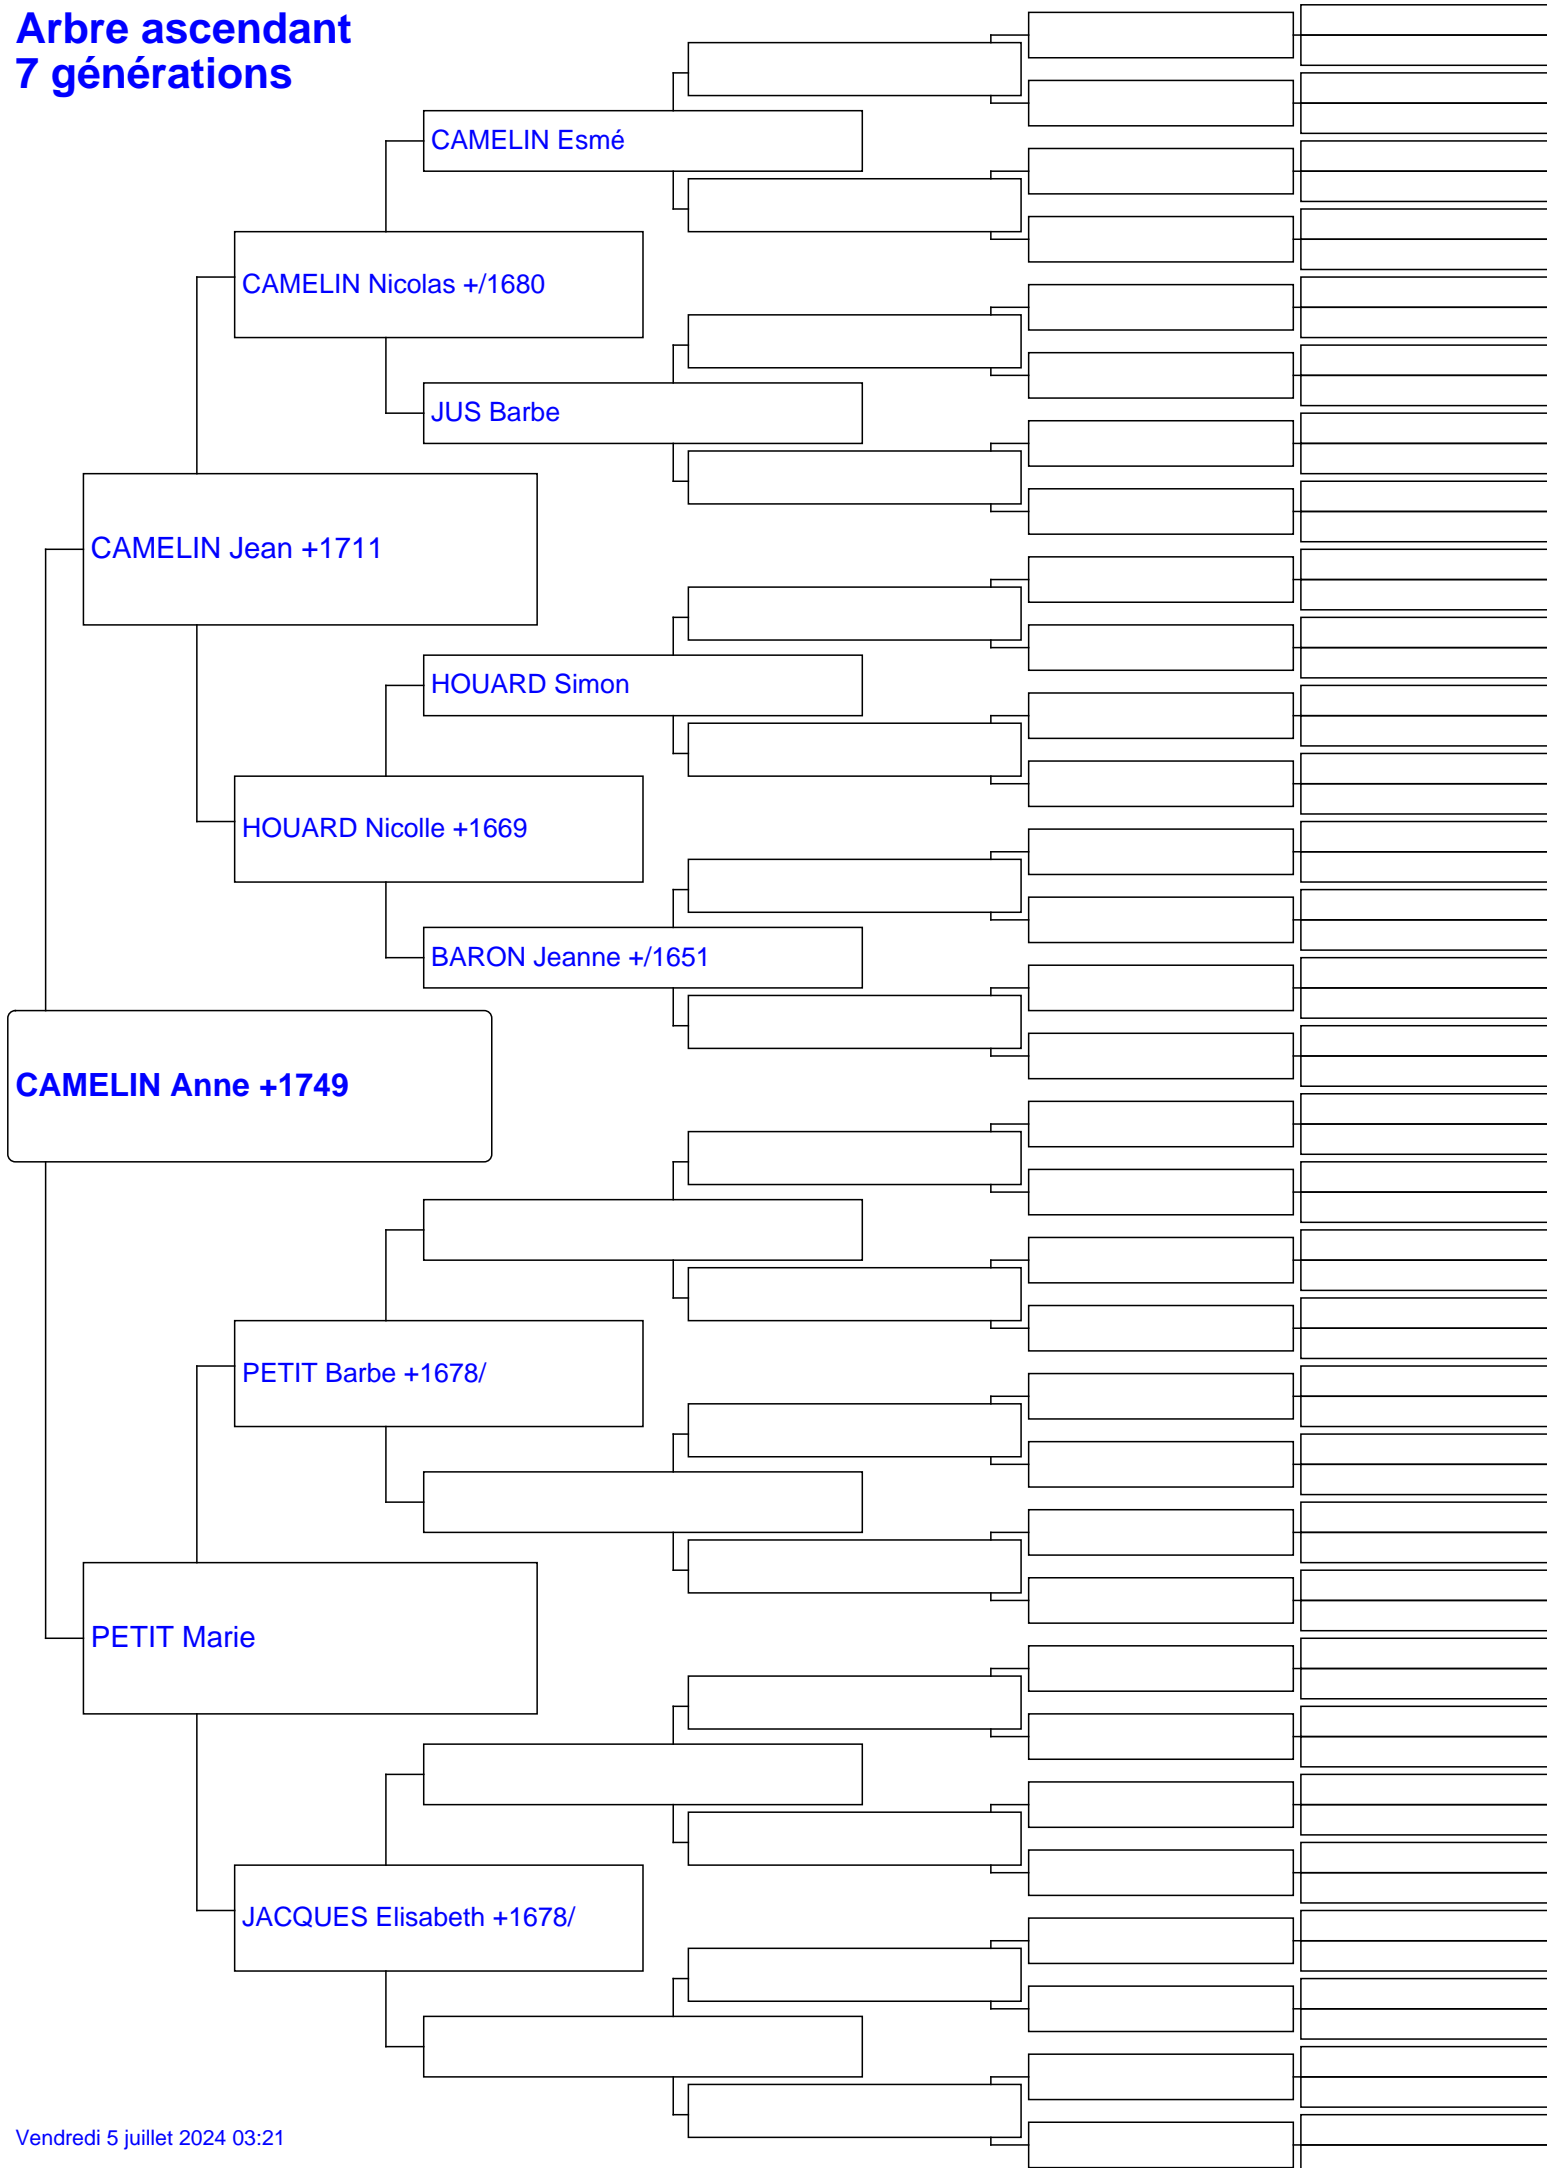 Arbre ascendant
7 générations
CAMELIN Esmé
CAMELIN Nicolas +/1680
JUS Barbe
CAMELIN Jean +1711
HOUARD Simon
HOUARD Nicolle +1669
BARON Jeanne +/1651
CAMELIN Anne +1749
PETIT Barbe +1678/
PETIT Marie
JACQUES Elisabeth +1678/
Vendredi 5 juillet 2024 03:21